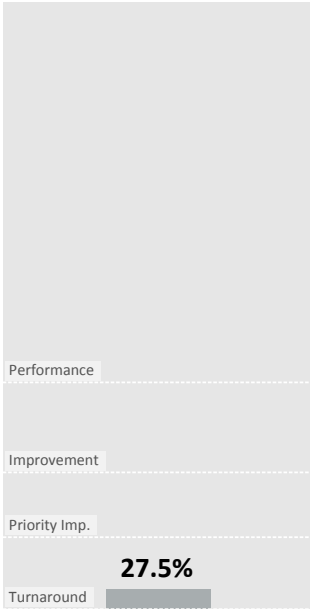 Performance
Improvement
Priority Imp.
27.5%
Turnaround